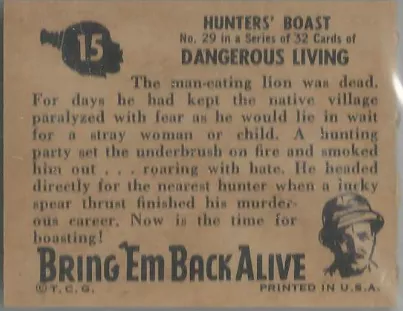 15
HUNTERS' BOAST
No. 29 in a Series of 32 Cards of
DANGEROUS LIVING
The man-eating lion was dead.
For days he had kept the native village
paralyzed with fear as he would lie in wait
for a stray woman or child. A hunting
party set the underbrush on fire and smoked
him out . . . roaring with hate. He headed
directly for the nearest hunter when a lucky
spear thrust finished his murder-
ous career. Now is the time for
boasting!
BRING 'EM BACK ALIVE
© T. C. G.
PRINTED IN U.S.A.